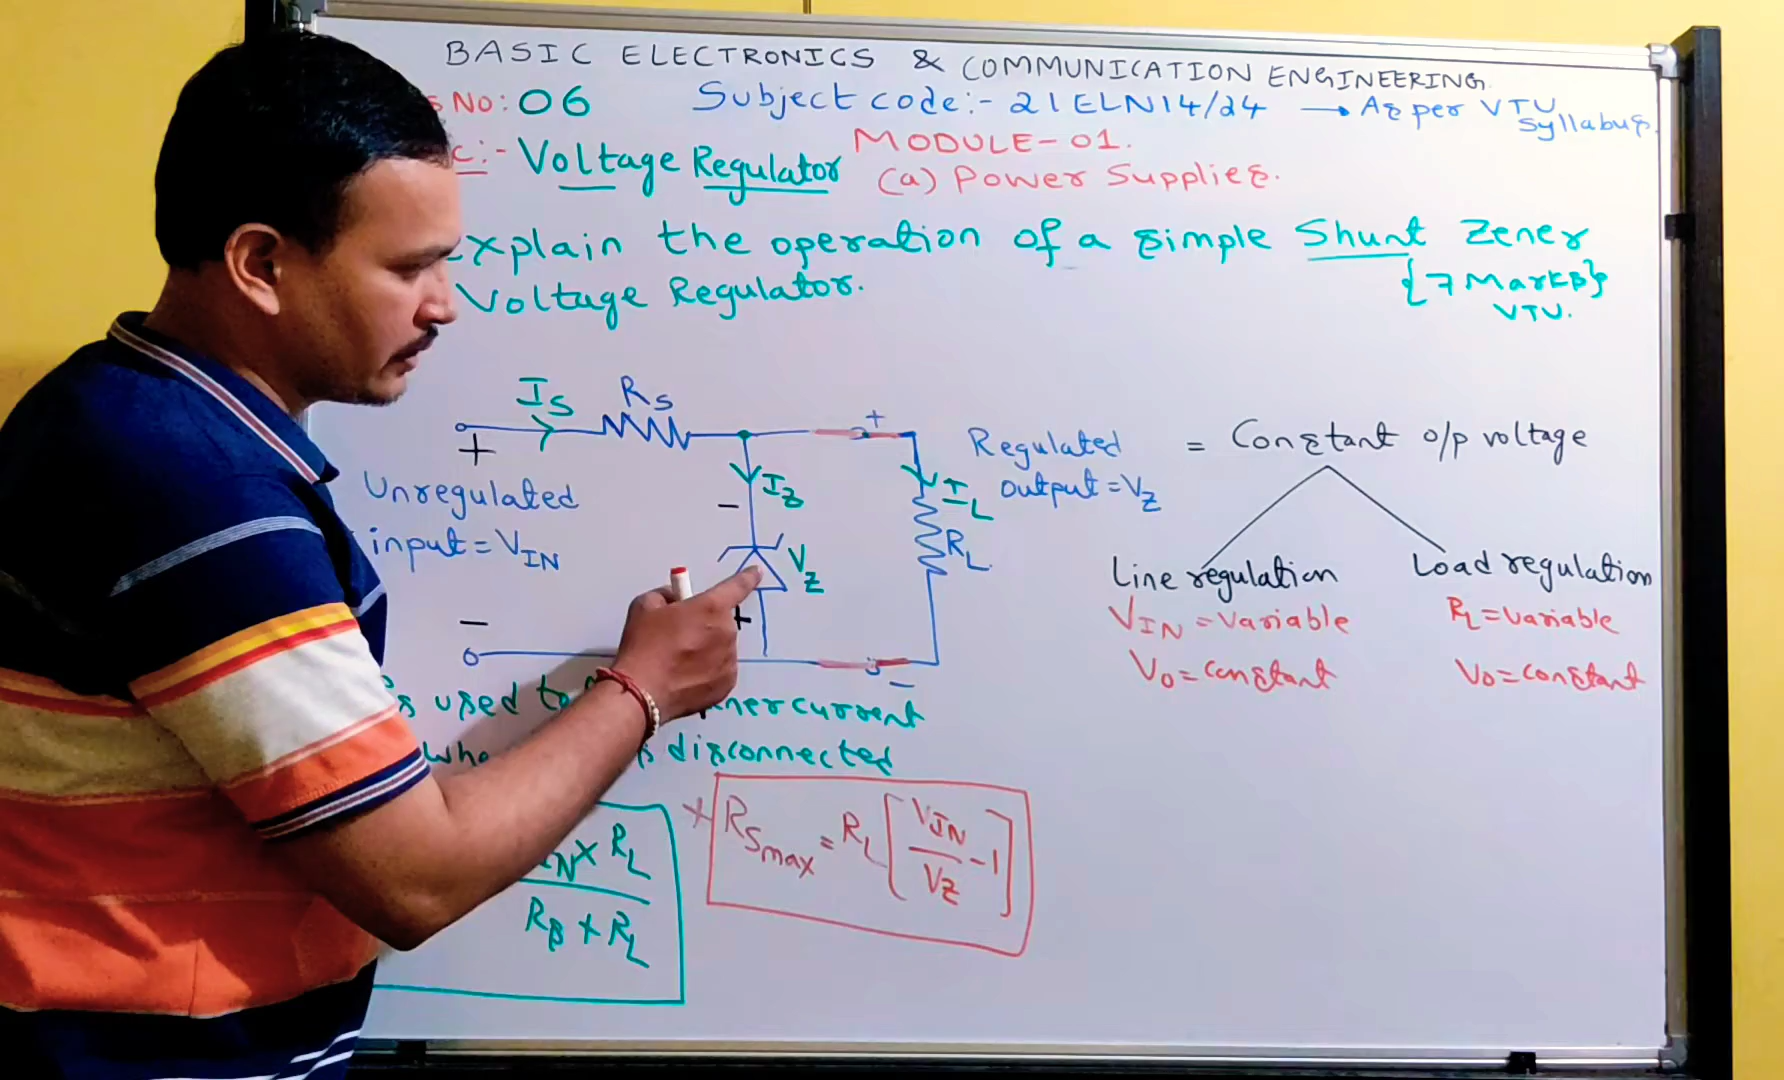 BASIC ELECTRONICS & COMMUNICATION ENGINEERING
No: 06 Subject code:- 21ELN14/24 → As per VTU Syllabus.
MODULE-01.
:- Voltage Regulator (a) Power Supplies.
explain the operation of a simple Shunt Zener
Voltage Regulator. {7 Marks}
VTU.
IS RS
+ +
Regulated = Constant o/p voltage
output = VZ
Unregulated
input = VIN
- IZ IL
VZ RL
Line regulation Load regulation
VIN = Variable RL = variable
Vo = constant Vo = constant
- + -
is used to current
disconnected
x RL
RS + RL
* RSmax = RL [VIN/VZ - 1]